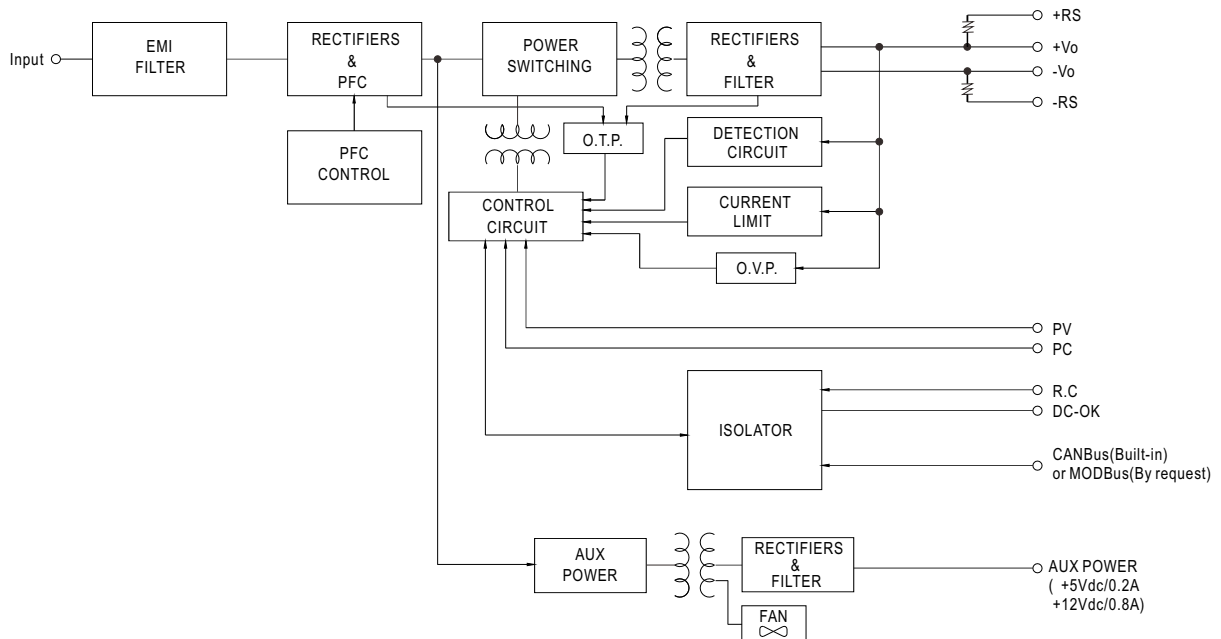 Input
EMI
FILTER
RECTIFIERS
&
PFC
POWER
SWITCHING
RECTIFIERS
&
FILTER
+RS
+Vo
-Vo
-RS
PFC
CONTROL
O.T.P.
DETECTION
CIRCUIT
CONTROL
CIRCUIT
CURRENT
LIMIT
O.V.P.
PV
PC
ISOLATOR
R.C
DC-OK
CANBus(Built-in)
or MODBus(By request)
AUX
POWER
RECTIFIERS
&
FILTER
FAN
AUX POWER
( +5Vdc/0.2A
+12Vdc/0.8A)